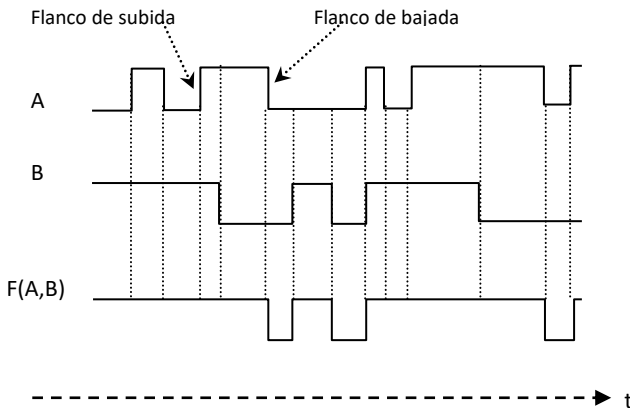 Flanco de subida
Flanco de bajada
A
B
F(A,B)
t